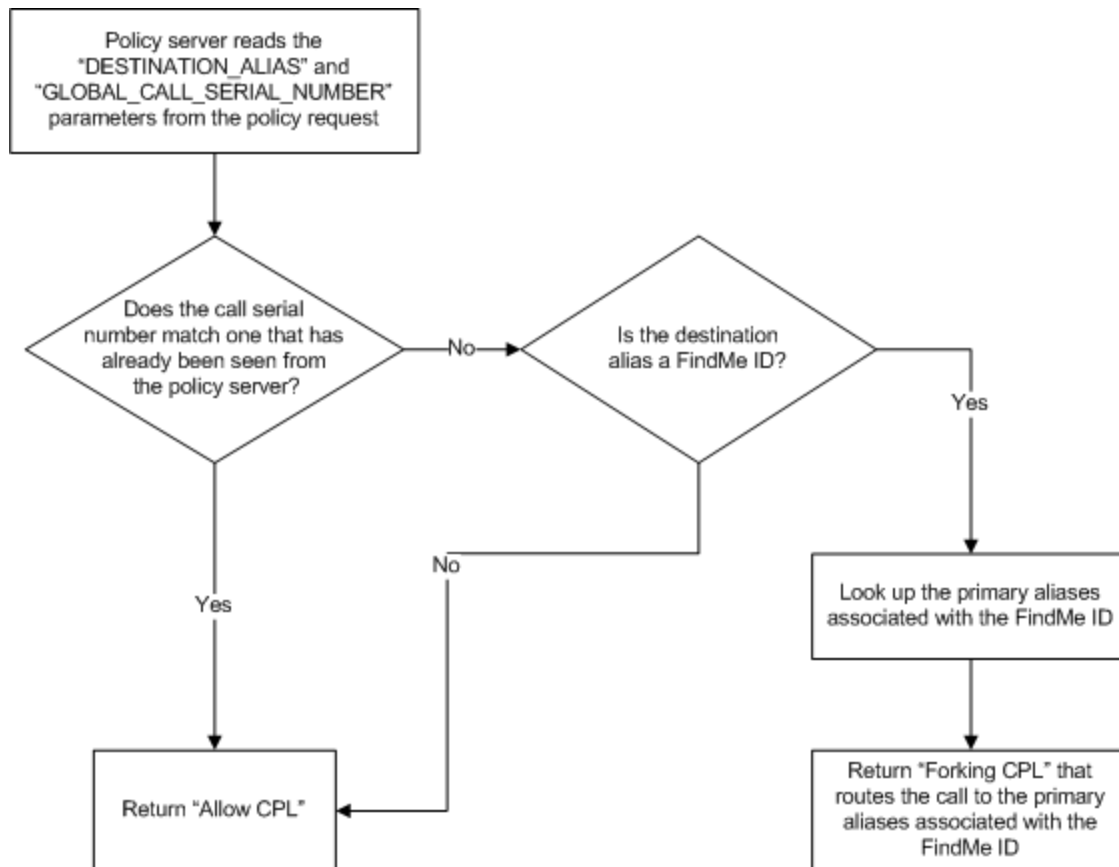 Policy server reads the
“DESTINATION_ALIAS” and
“GLOBAL_CALL_SERIAL_NUMBER”
parameters from the policy request
Does the call serial
number match one that has
already been seen from
the policy server?
No
Is the destination
alias a FindMe ID?
Yes
No
Yes
Look up the primary aliases
associated with the FindMe ID
Return “Allow CPL”
Return “Forking CPL” that
routes the call to the primary
aliases associated with the
FindMe ID